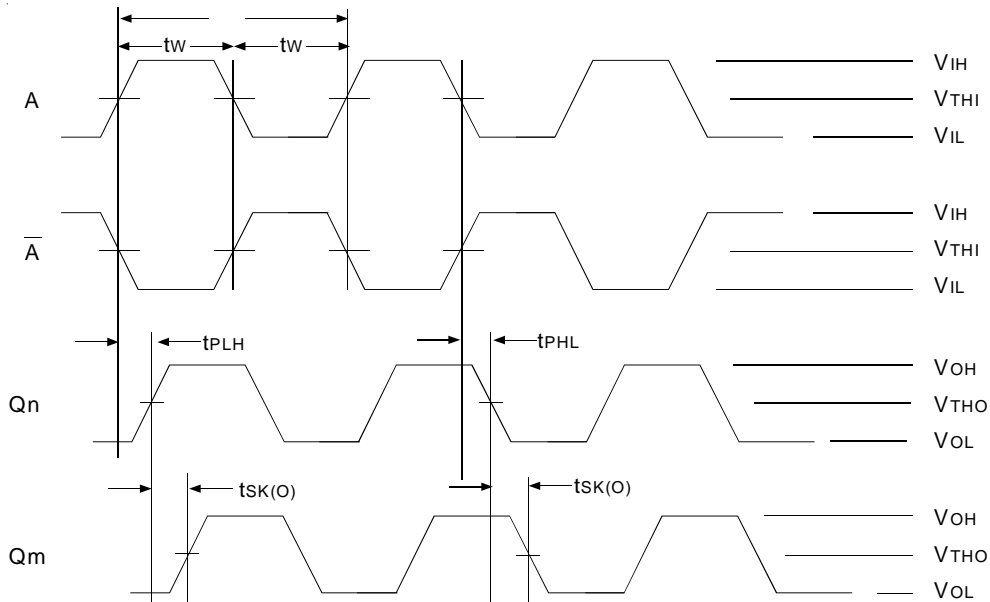 tW tW
A
VIH
VTHI
VIL
A
VIH
VTHI
VIL
tPLH tPHL
Qn
VOH
VTHO
VOL
tSK(O) tSK(O)
Qm
VOH
VTHO
VOL